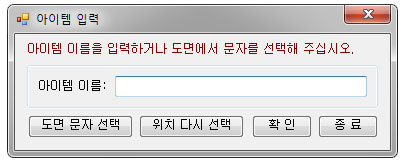 아이템 입력
아이템 이름을 입력하거나 도면에서 문자를 선택해 주십시오.
아이템 이름:
도면 문자 선택 위치 다시 선택 확 인 종 료